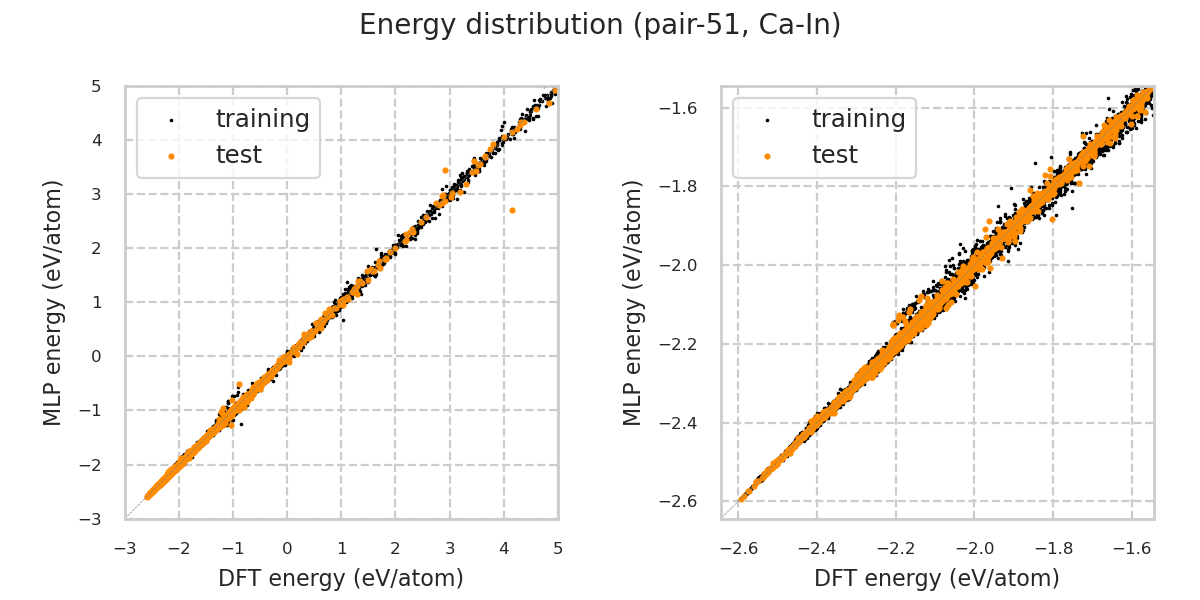 Energy distribution (pair-51, Ca-In)
training
test
MLP energy (eV/atom)
5
4
3
2
1
0
−1
−2
−3
−3 −2 −1 0 1 2 3 4 5
DFT energy (eV/atom)
training
test
MLP energy (eV/atom)
−1.6
−1.8
−2.0
−2.2
−2.4
−2.6
−2.6 −2.4 −2.2 −2.0 −1.8 −1.6
DFT energy (eV/atom)